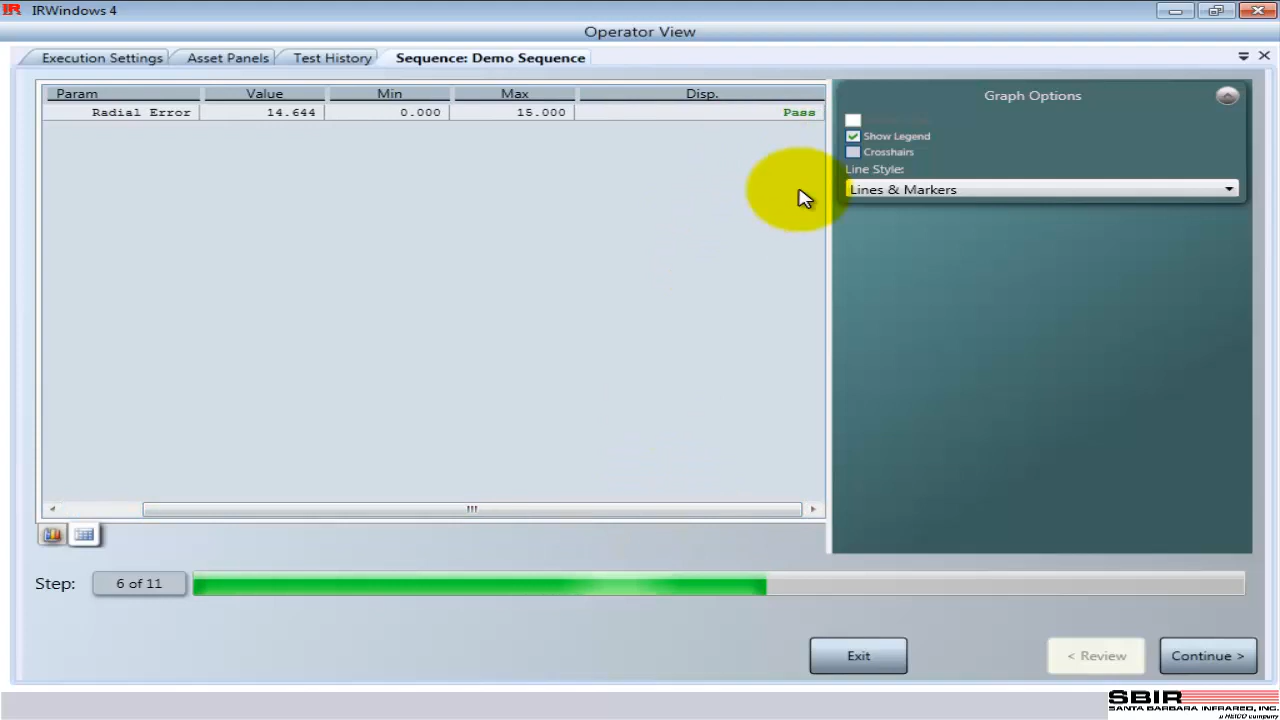 IR IRWindows 4
Operator View
Execution Settings Asset Panels Test History Sequence: Demo Sequence
Param Value Min Max Disp.
Radial Error 14.644 0.000 15.000 Pass
Graph Options
Show Legend
Crosshairs
Line Style:
Lines & Markers
Step: 6 of 11
Exit < Review Continue >
SBIR
SANTA BARBARA INFRARED, INC.
a HEICO company